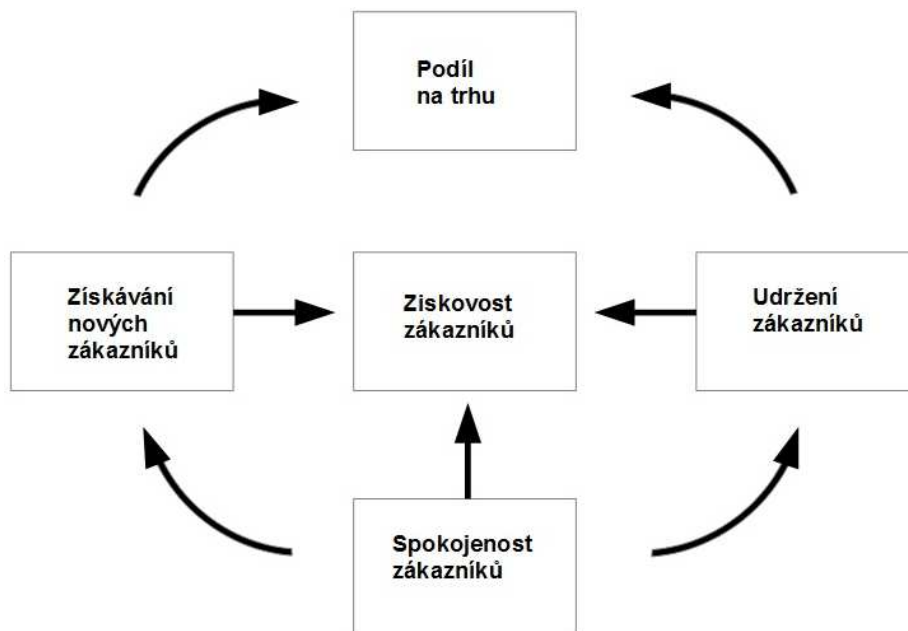 Podíl
na trhu
Získávání
nových
zákazníků
Ziskovost
zákazníků
Udržení
zákazníků
Spokojenost
zákazníků